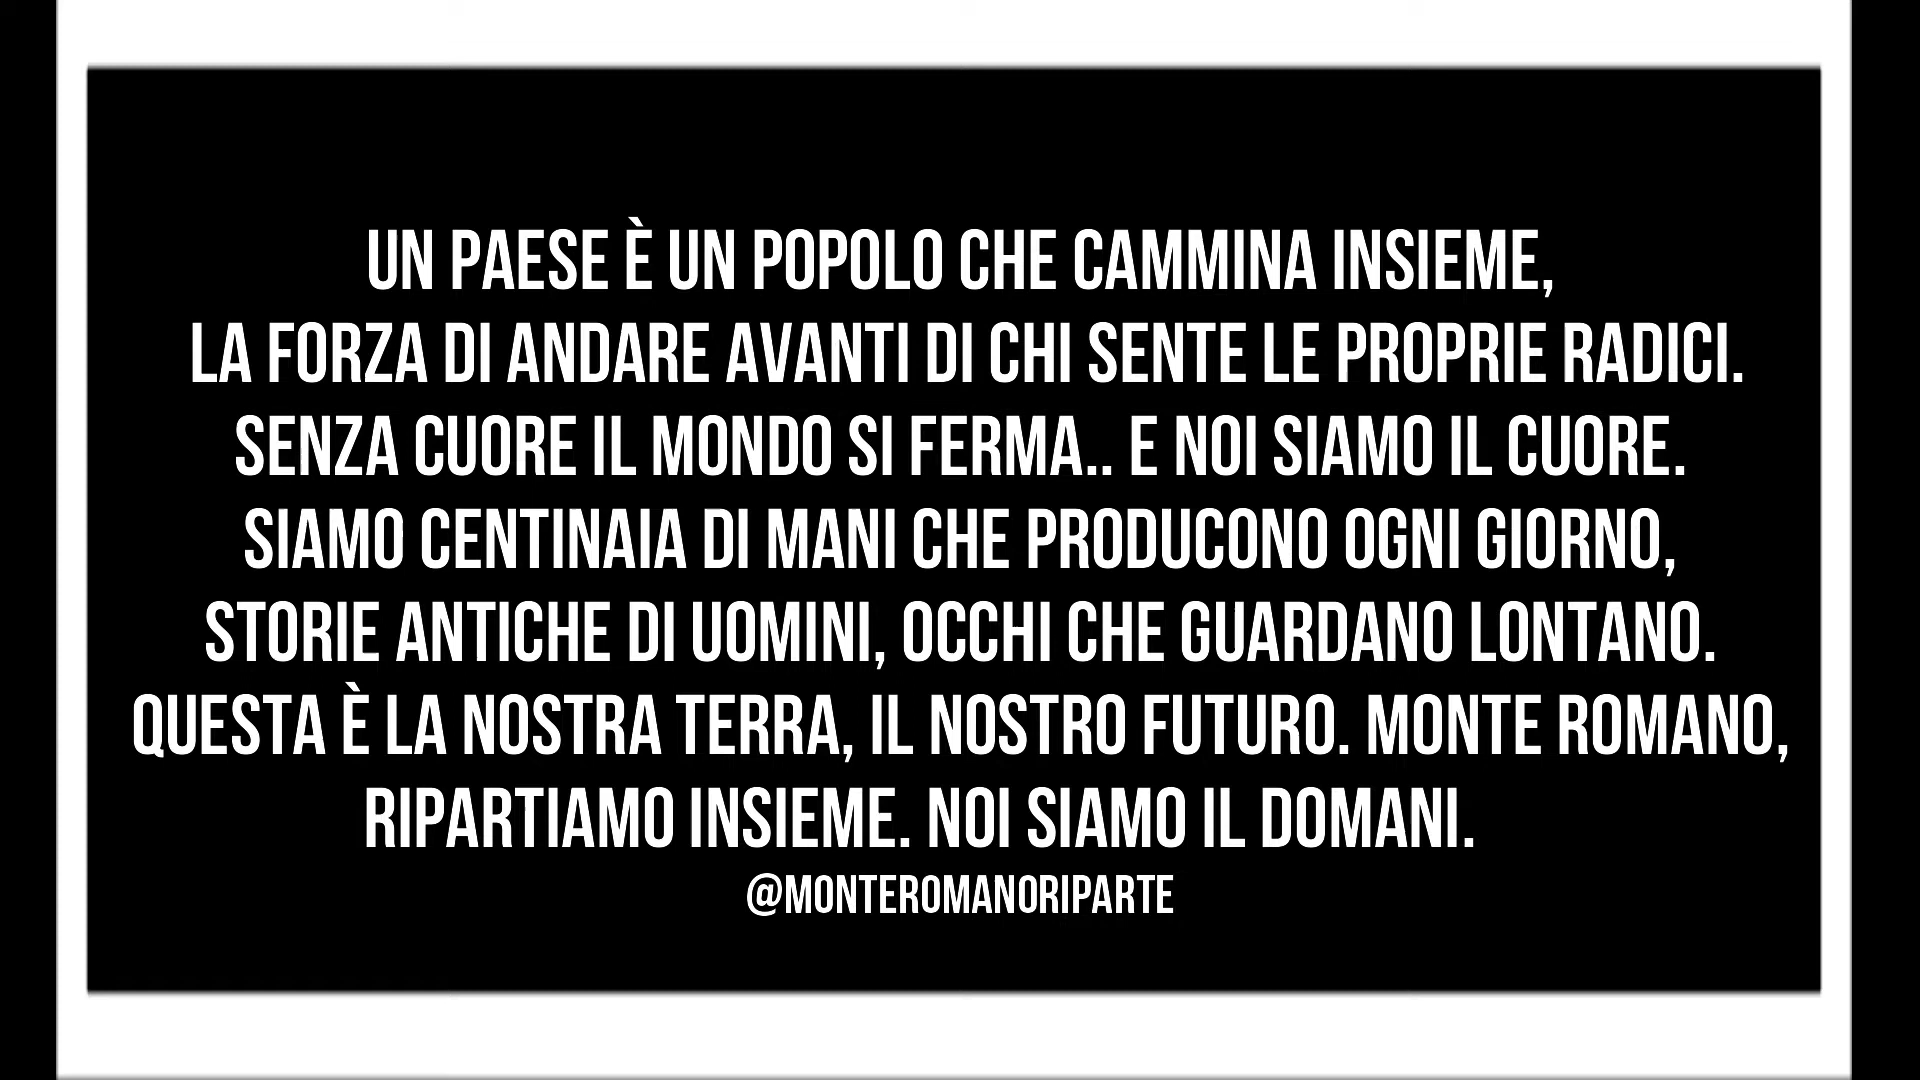 UN PAESE È UN POPOLO CHE CAMMINA INSIEME,
LA FORZA DI ANDARE AVANTI DI CHI SENTE LE PROPRIE RADICI.
SENZA CUORE IL MONDO SI FERMA.. E NOI SIAMO IL CUORE.
SIAMO CENTINAIA DI MANI CHE PRODUCONO OGNI GIORNO,
STORIE ANTICHE DI UOMINI, OCCHI CHE GUARDANO LONTANO.
QUESTA È LA NOSTRA TERRA, IL NOSTRO FUTURO. MONTE ROMANO,
RIPARTIAMO INSIEME. NOI SIAMO IL DOMANI.
@MONTEROMANORIPARTE